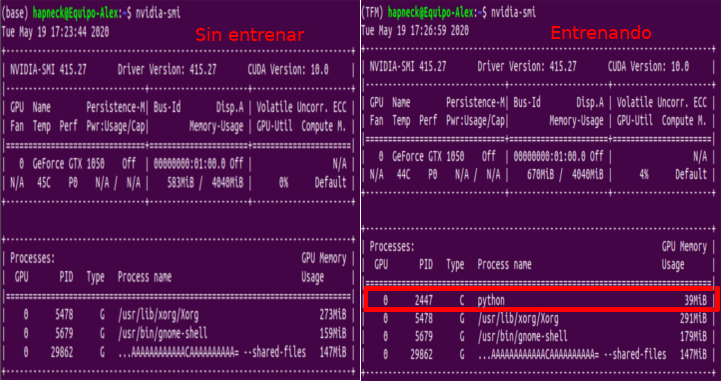 (base) hapneck@Equipo-Alex:~$ nvidia-smi
Tue May 19 17:23:44 2020
Sin entrenar
NVIDIA-SMI 415.27 Driver Version: 415.27 CUDA Version: 10.0
GPU Name Persistence-M| Bus-Id Disp.A | Volatile Uncorr. ECC
Fan Temp Perf Pwr:Usage/Cap| Memory-Usage | GPU-Util Compute M.
0 GeForce GTX 1050 Off | 00000000:01:00.0 Off | N/A
N/A 45C P0 N/A / N/A | 583MiB / 4040MiB | 0% Default
Processes: GPU Memory
GPU PID Type Process name Usage
0 5478 G /usr/lib/xorg/Xorg 273MiB
0 5679 G /usr/bin/gnome-shell 159MiB
0 29862 G ...AAAAAAAAAAAACAAAAAAAAAA= --shared-files 147MiB
(TFM) hapneck@Equipo-Alex:~$ nvidia-smi
Tue May 19 17:26:59 2020
Entrenando
NVIDIA-SMI 415.27 Driver Version: 415.27 CUDA Version: 10.0
GPU Name Persistence-M| Bus-Id Disp.A | Volatile Uncorr. ECC
Fan Temp Perf Pwr:Usage/Cap| Memory-Usage | GPU-Util Compute M.
0 GeForce GTX 1050 Off | 00000000:01:00.0 Off | N/A
N/A 44C P0 N/A / N/A | 670MiB / 4040MiB | 4% Default
Processes: GPU Memory
GPU PID Type Process name Usage
0 2447 C python 39MiB
0 5478 G /usr/lib/xorg/Xorg 291MiB
0 5679 G /usr/bin/gnome-shell 179MiB
0 29862 G ...AAAAAAAAAAAACAAAAAAAAAA= --shared-files 147MiB